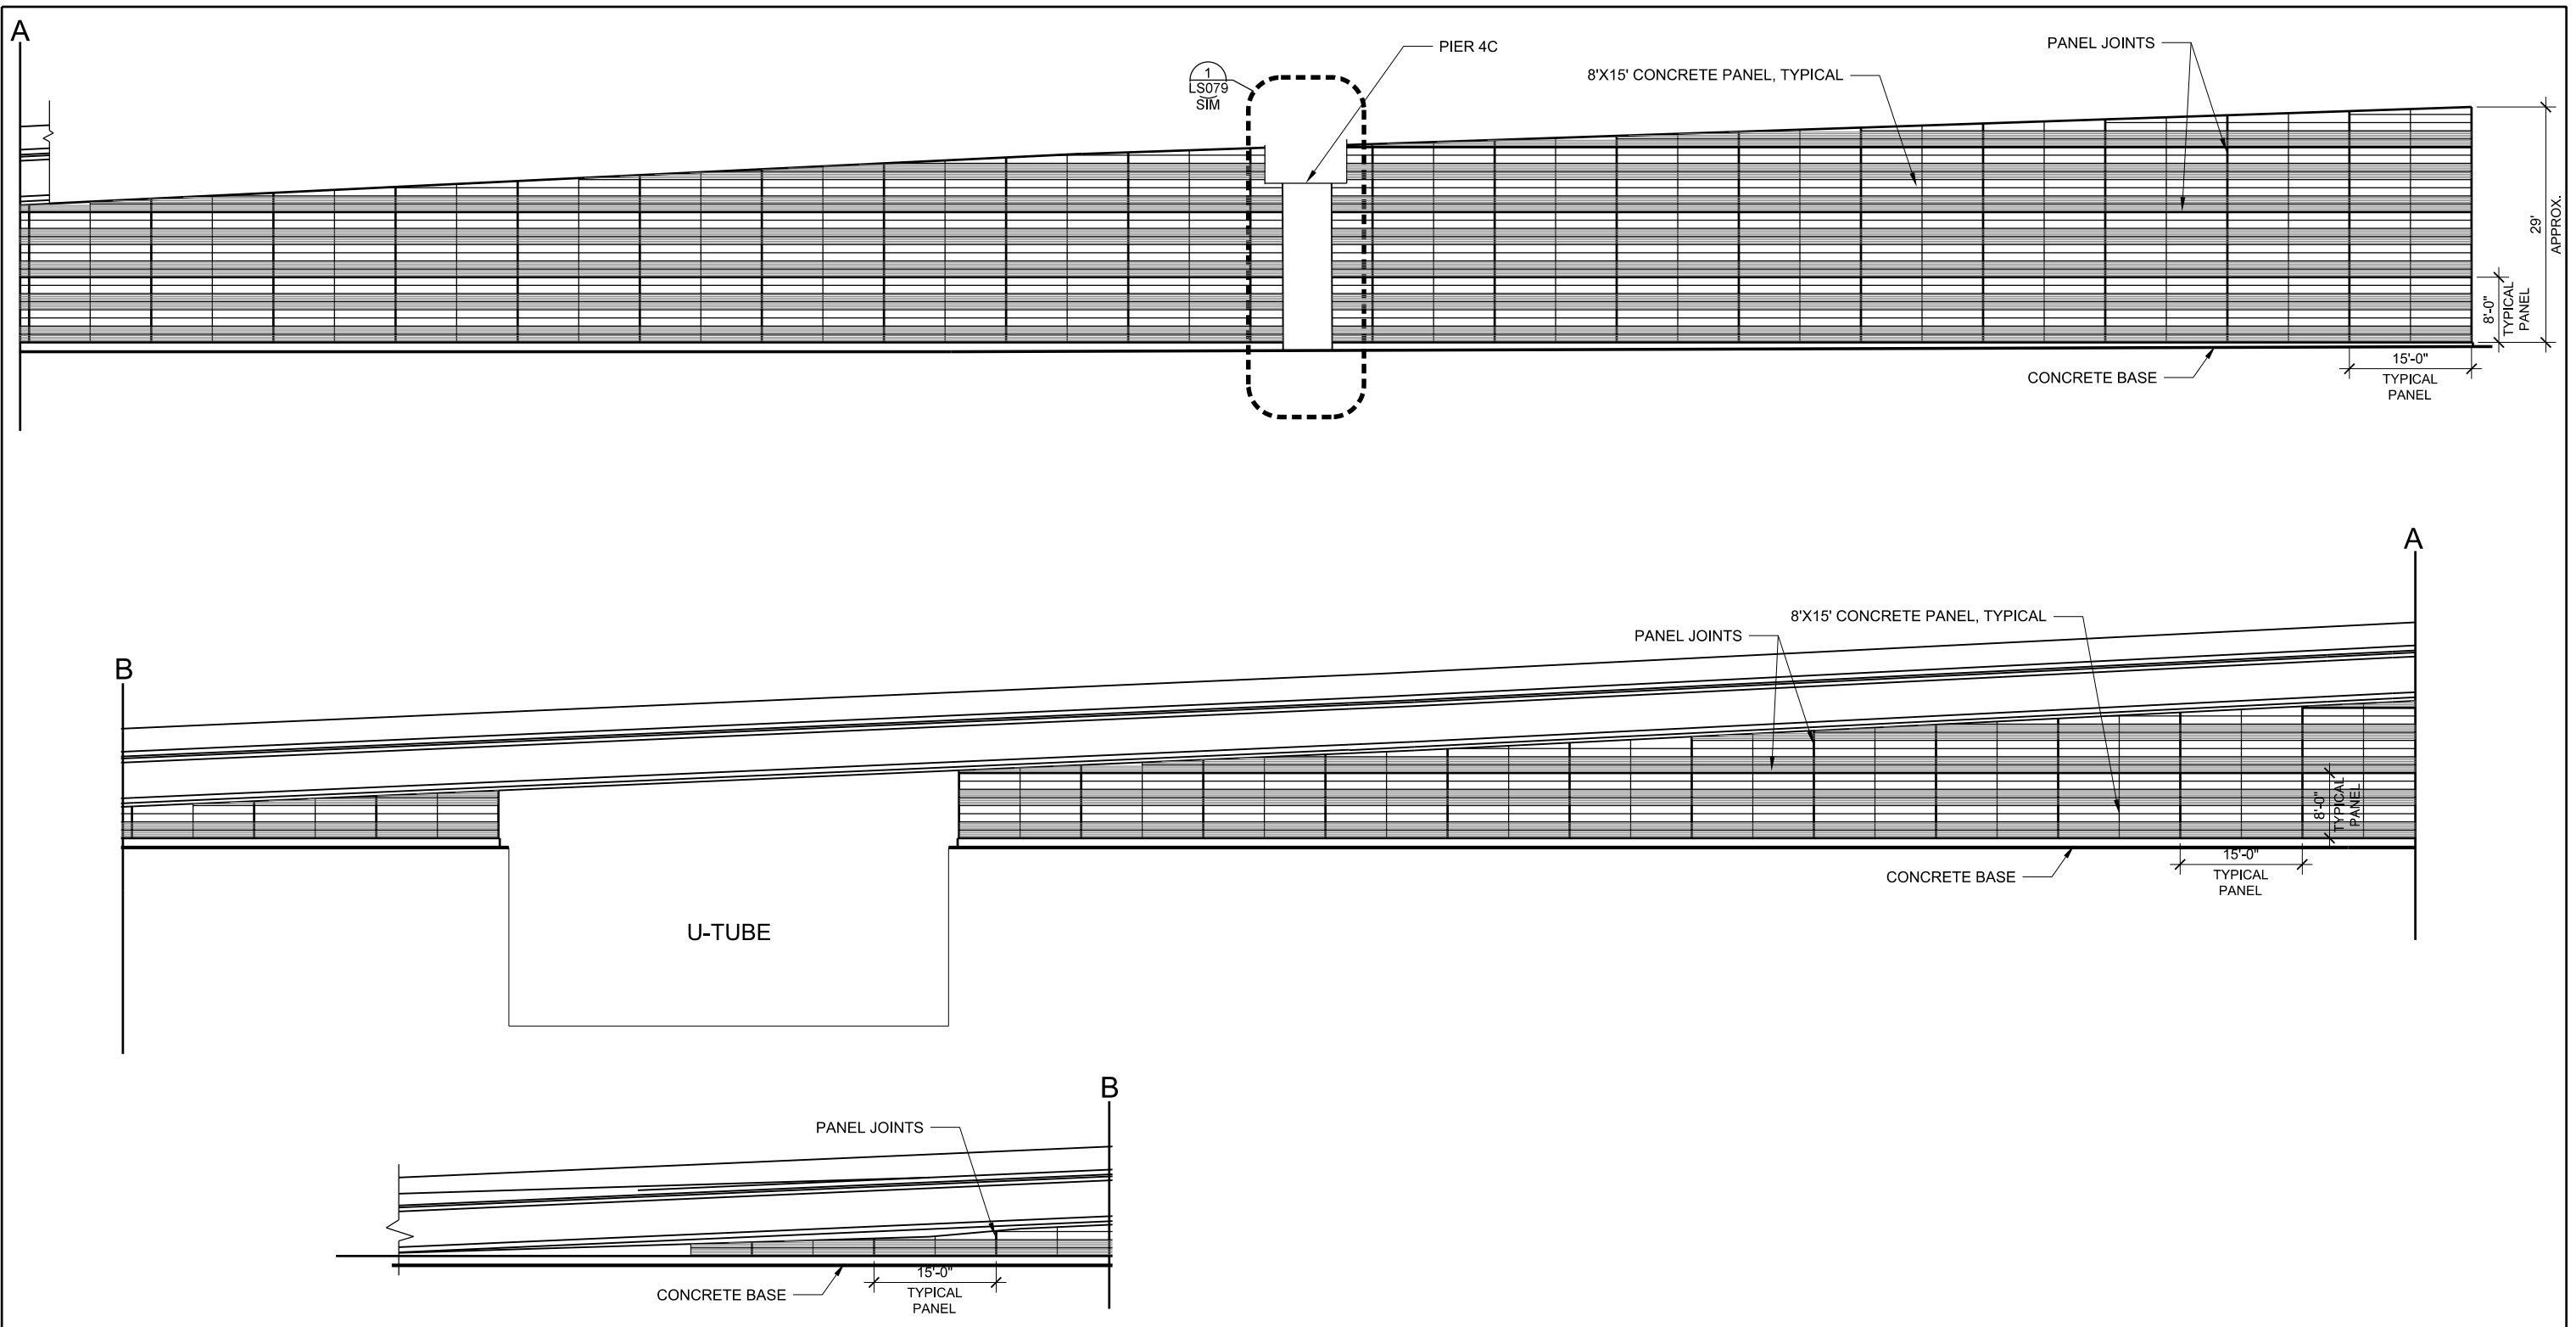 A
PIER 4C
PANEL JOINTS
1
LS079
SIM
8'X15' CONCRETE PANEL, TYPICAL
29'
APPROX.
8'-0"
TYPICAL
PANEL
15'-0"
TYPICAL
PANEL
CONCRETE BASE
A
B
8'X15' CONCRETE PANEL, TYPICAL
PANEL JOINTS
8'-0"
TYPICAL
PANEL
15'-0"
TYPICAL
PANEL
CONCRETE BASE
U-TUBE
B
PANEL JOINTS
15'-0"
TYPICAL
PANEL
CONCRETE BASE